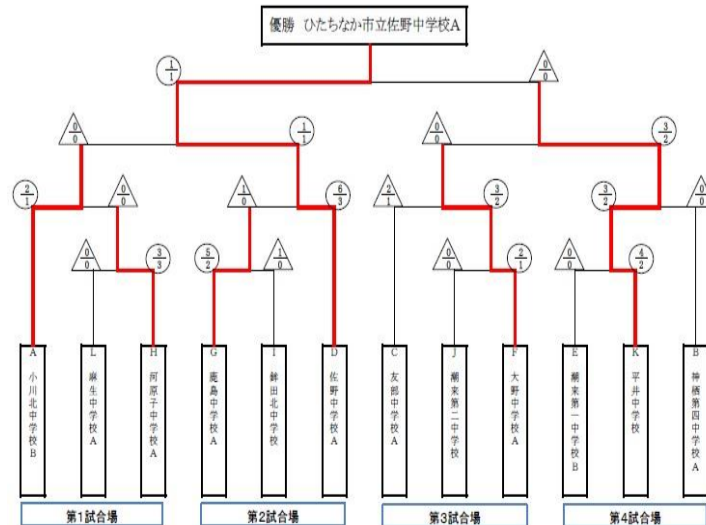 優勝 ひたちなか市立佐野中学校A
1/1
0/0
0/0
1/1
0/0
3/2
2/1
0/0
1/0
6/3
2/1
3/2
3/2
0/0
0/0
3/3
5/2
1/0
0/0
2/1
0/0
4/2
A 小川北中学校B
L 麻生中学校A
H 河原子中学校A
G 鹿島中学校A
I 鉾田北中学校
D 佐野中学校A
C 友部中学校A
J 潮来第二中学校
F 大野中学校A
E 潮来第一中学校B
K 平井中学校
B 神栖第四中学校A
第1試合場
第2試合場
第3試合場
第4試合場